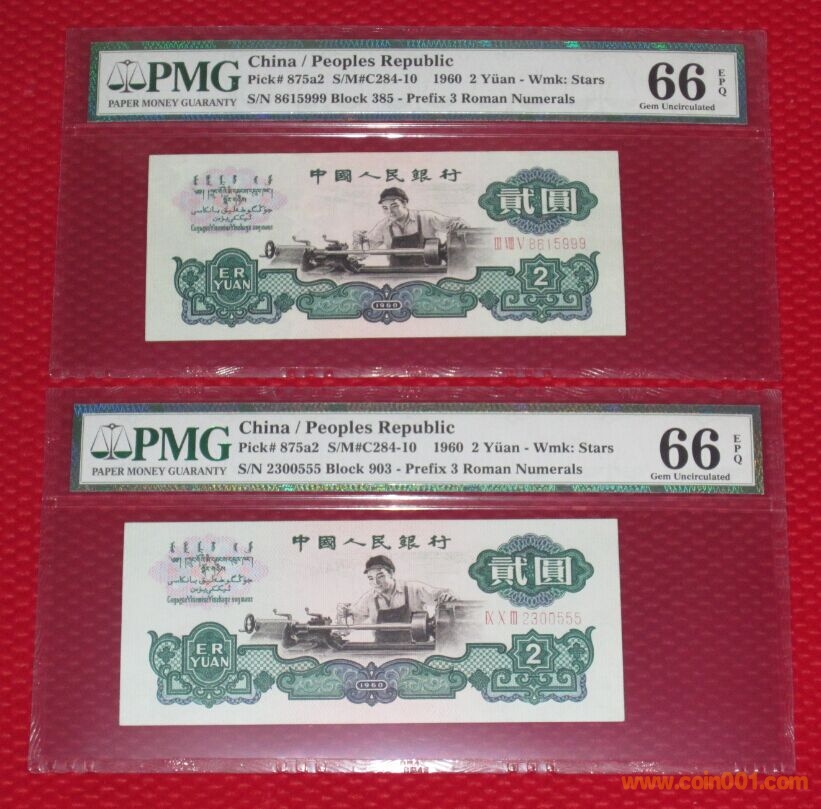 PMG
PAPER MONEY GUARANTY
China / Peoples Republic
Pick# 875a2 S/M#C284-10 1960 2 Yüan - Wmk: Stars
S/N 8615999 Block 385 - Prefix 3 Roman Numerals
66 EPQ
Gem Uncirculated
中國人民銀行
貳圓
III VIII V 8615999
ER
YUAN
1960
2
PMG
PAPER MONEY GUARANTY
China / Peoples Republic
Pick# 875a2 S/M#C284-10 1960 2 Yüan - Wmk: Stars
S/N 2300555 Block 903 - Prefix 3 Roman Numerals
66 EPQ
Gem Uncirculated
中國人民銀行
貳圓
IX X III 2300555
ER
YUAN
1960
2
www.coin001.com